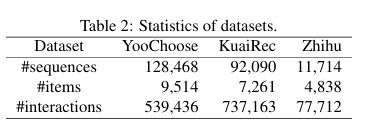 Table 2: Statistics of datasets.
Dataset YooChoose KuaiRec Zhihu
#sequences 128,468 92,090 11,714
#items 9,514 7,261 4,838
#interactions 539,436 737,163 77,712